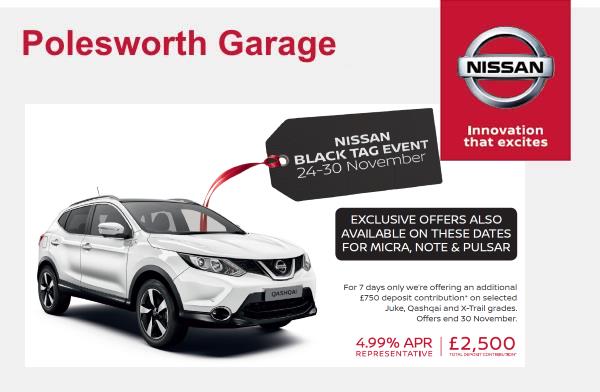 Polesworth Garage
NISSAN
Innovation
that excites
NISSAN
BLACK TAG EVENT
24-30 November
EXCLUSIVE OFFERS ALSO
AVAILABLE ON THESE DATES
FOR MICRA, NOTE & PULSAR
QASHQAI
For 7 days only we're offering an additional
£750 deposit contribution* on selected
Juke, Qashqai and X-Trail grades.
Offers end 30 November.
4.99% APR
REPRESENTATIVE
£2,500
TOTAL DEPOSIT CONTRIBUTION*